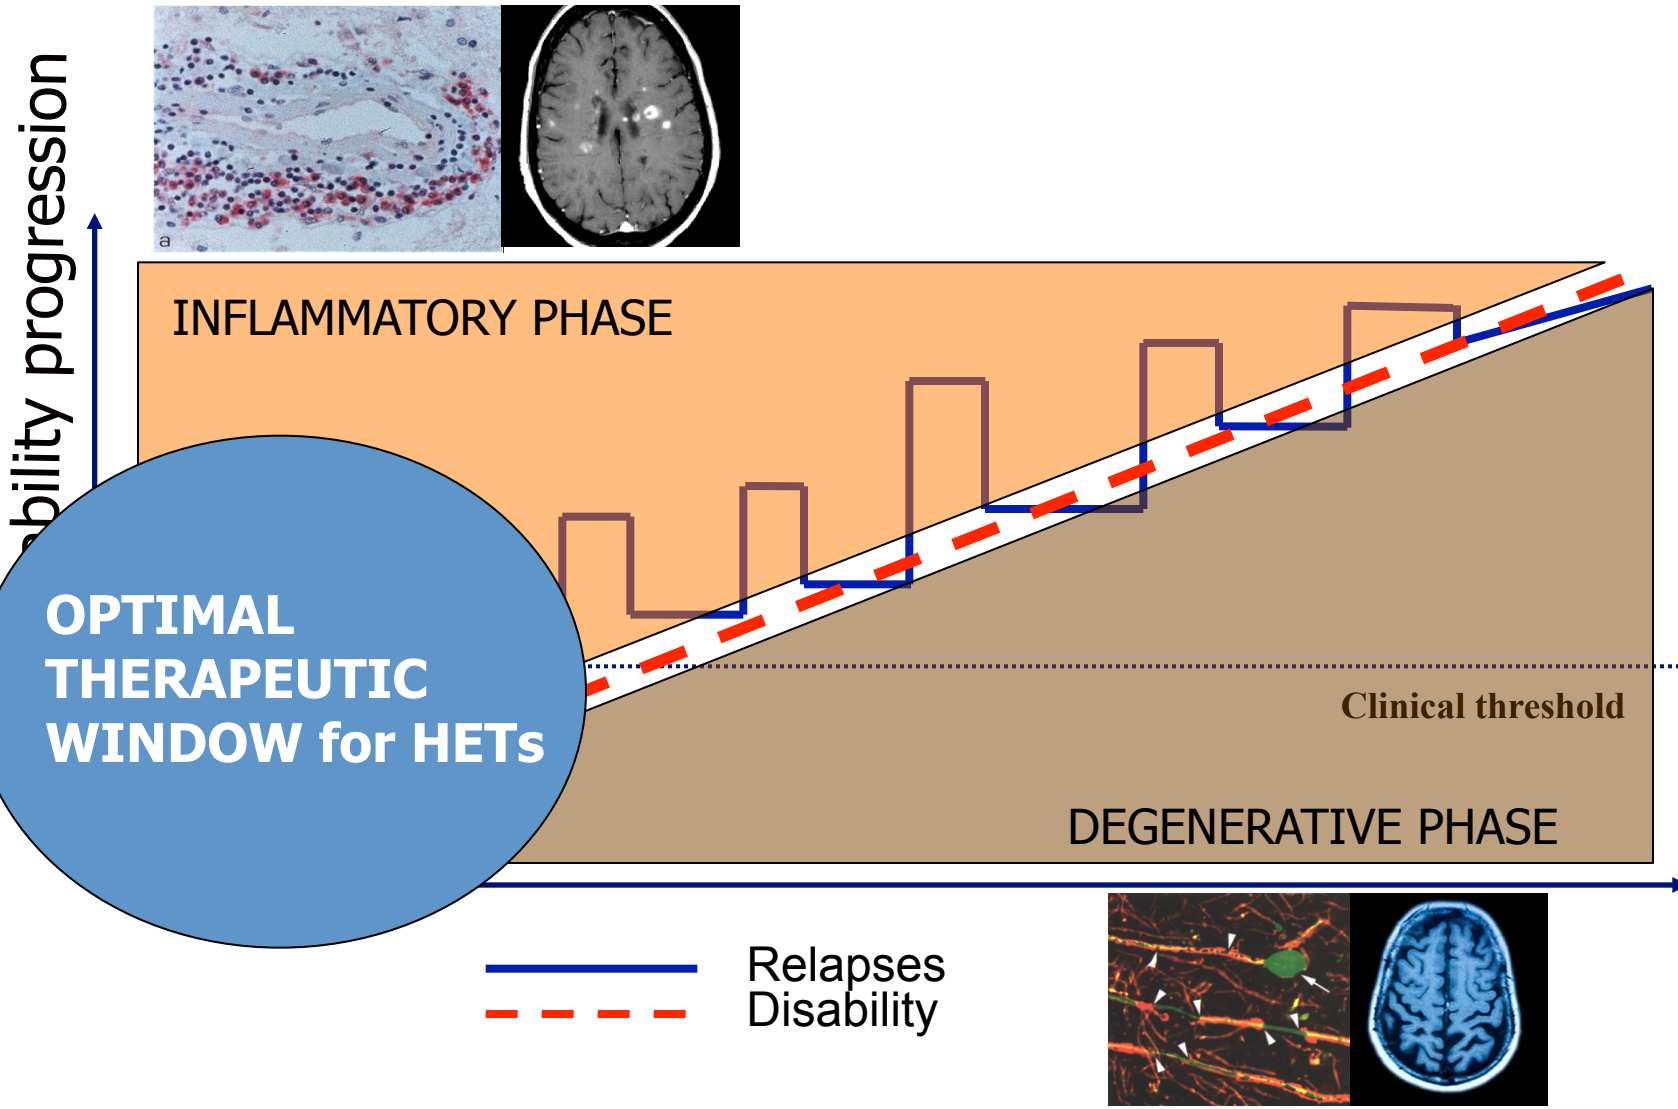 a
bility progression
INFLAMMATORY PHASE
OPTIMAL
THERAPEUTIC
WINDOW for HETs
Clinical threshold
DEGENERATIVE PHASE
Relapses
Disability